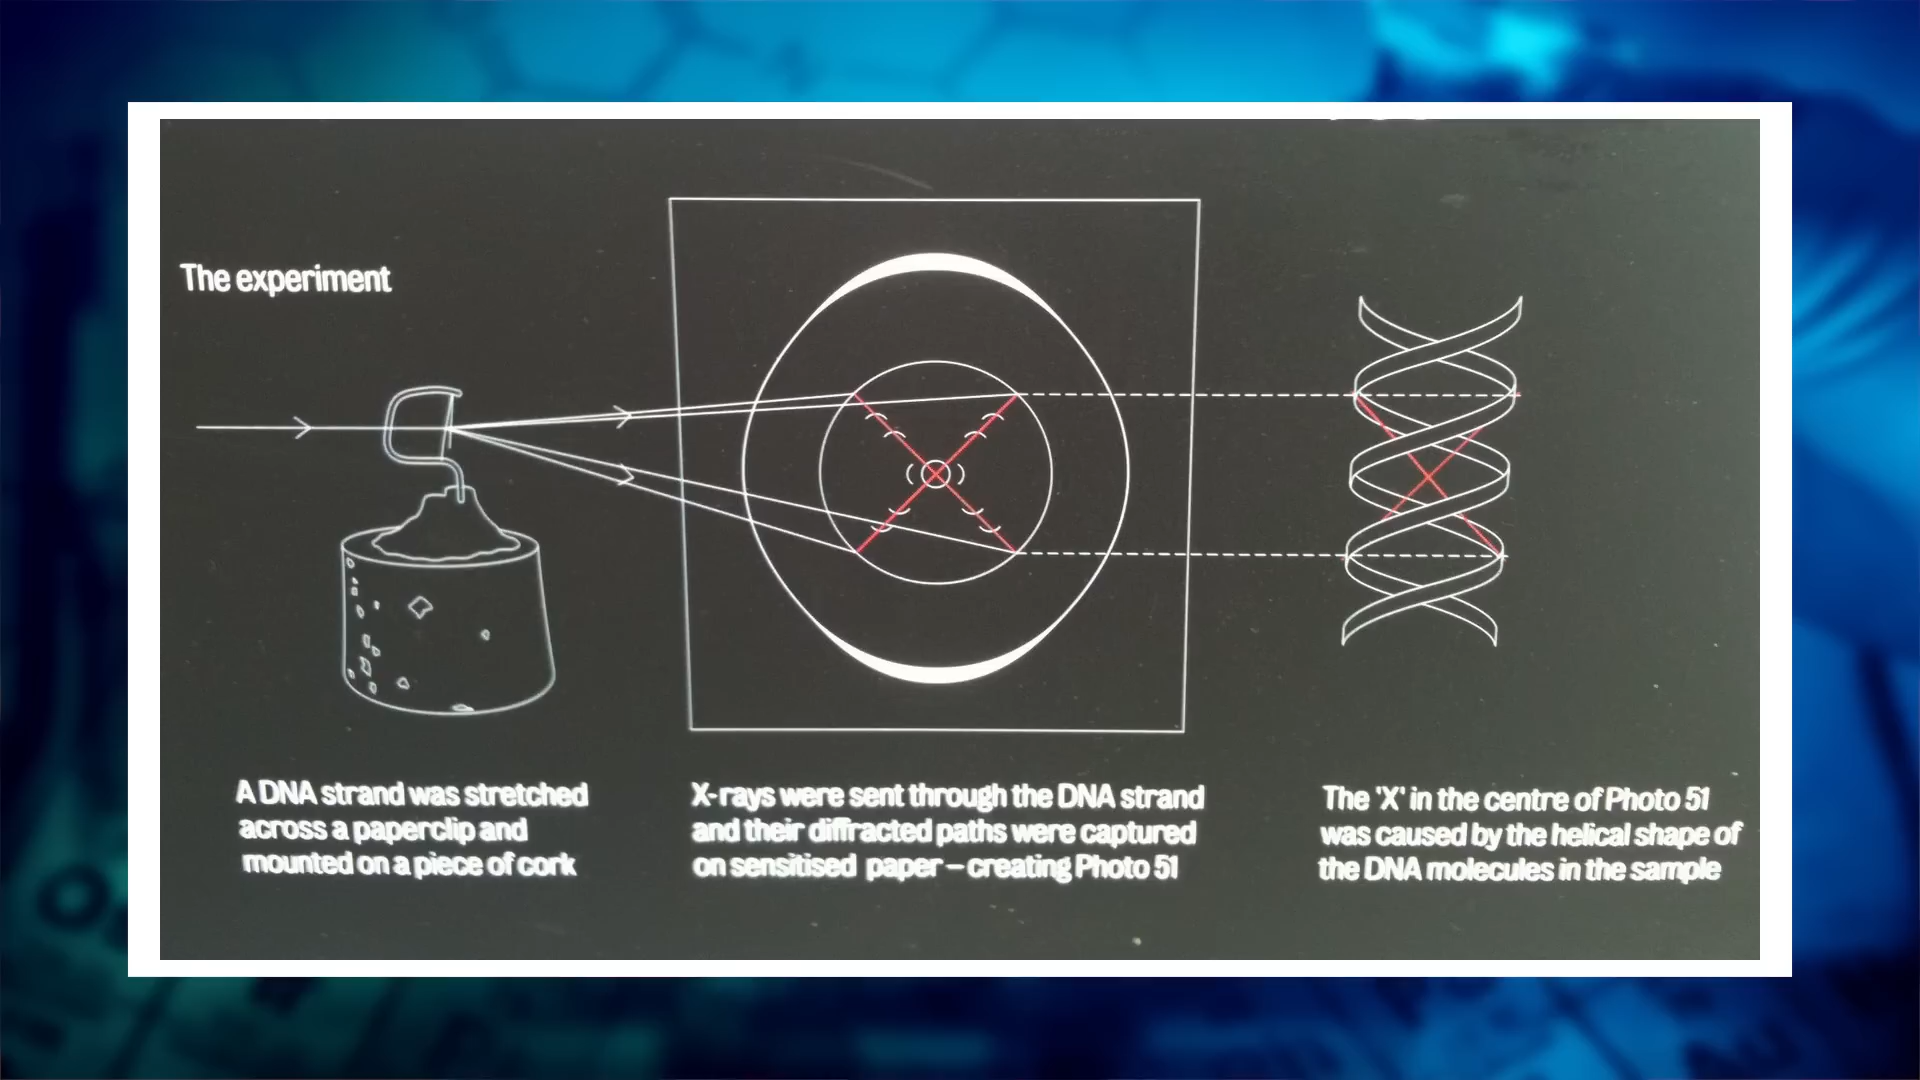 The experiment
A DNA strand was stretched
across a paperclip and
mounted on a piece of cork
X-rays were sent through the DNA strand
and their diffracted paths were captured
on sensitised paper – creating Photo 51
The 'X' in the centre of Photo 51
was caused by the helical shape of
the DNA molecules in the sample